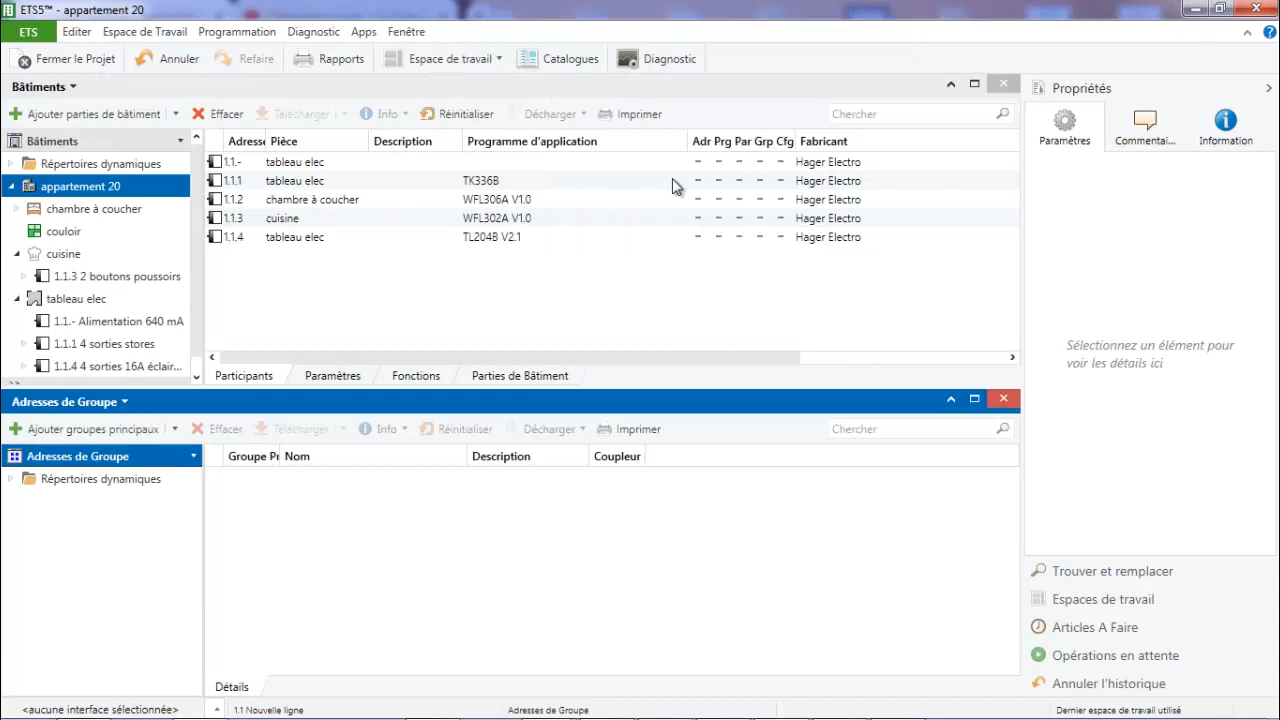 ETS5™ - appartement 20
ETS Editer Espace de Travail Programmation Diagnostic Apps Fenêtre
Fermer le Projet Annuler Refaire Rapports Espace de travail Catalogues Diagnostic
Bâtiments
Ajouter parties de bâtiment Effacer Télécharger Info Réinitialiser Décharger Imprimer Chercher
Bâtiments
Répertoires dynamiques
appartement 20
chambre à coucher
couloir
cuisine
1.1.3 2 boutons poussoirs
tableau elec
1.1.- Alimentation 640 mA
1.1.1 4 sorties stores
1.1.4 4 sorties 16A éclair...
Adresse Pièce Description Programme d'application Adr Prg Par Grp Cfg Fabricant
1.1.- tableau elec - - - - - Hager Electro
1.1.1 tableau elec TK336B - - - - - Hager Electro
1.1.2 chambre à coucher WFL306A V1.0 - - - - - Hager Electro
1.1.3 cuisine WFL302A V1.0 - - - - - Hager Electro
1.1.4 tableau elec TL204B V2.1 - - - - - Hager Electro
Participants Paramètres Fonctions Parties de Bâtiment
Adresses de Groupe
Ajouter groupes principaux Effacer Télécharger Info Réinitialiser Décharger Imprimer Chercher
Adresses de Groupe
Répertoires dynamiques
Groupe Pr Nom Description Coupleur
Détails
Propriétés
Paramètres Commentai... Information
Sélectionnez un élément pour
voir les détails ici
Trouver et remplacer
Espaces de travail
Articles A Faire
Opérations en attente
Annuler l'historique
<aucune interface sélectionnée> 1.1 Nouvelle ligne Adresses de Groupe Dernier espace de travail utilisé